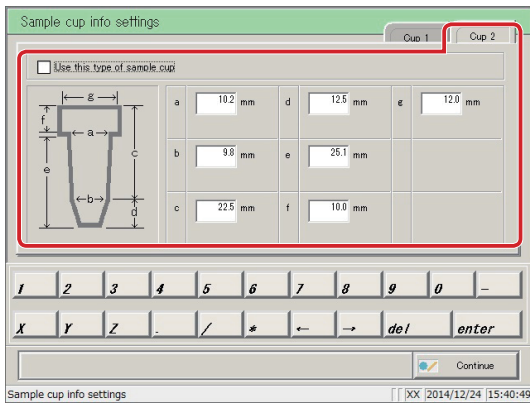 Sample cup info settings
Cup 1
Cup 2
Use this type of sample cup
g
f
a
c
e
b
d
a 10.2 mm d 12.5 mm g 12.0 mm
b 9.8 mm e 25.1 mm
c 22.5 mm f 10.0 mm
1 2 3 4 5 6 7 8 9 0 -
X Y Z . / * ← → del enter
Continue
Sample cup info settings XX 2014/12/24 15:40:49